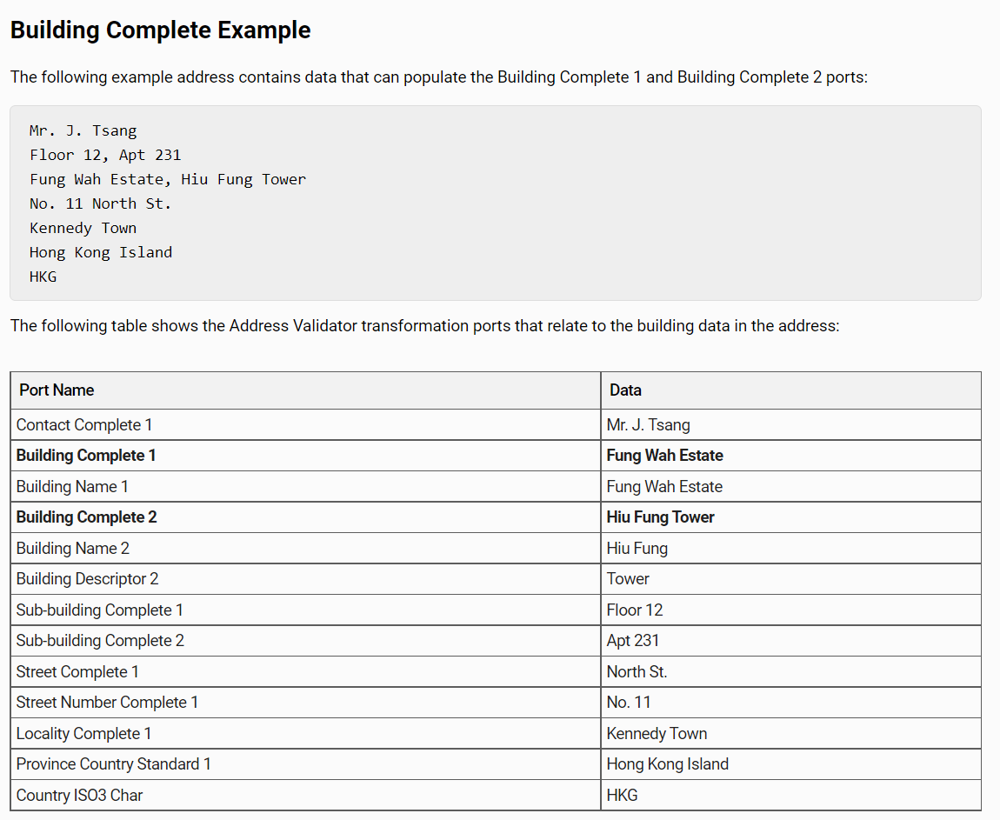 Building Complete Example
The following example address contains data that can populate the Building Complete 1 and Building Complete 2 ports:
Mr. J. Tsang
Floor 12, Apt 231
Fung Wah Estate, Hiu Fung Tower
No. 11 North St.
Kennedy Town
Hong Kong Island
HKG
The following table shows the Address Validator transformation ports that relate to the building data in the address:
Port Name Data
Contact Complete 1 Mr. J. Tsang
Building Complete 1 Fung Wah Estate
Building Name 1 Fung Wah Estate
Building Complete 2 Hiu Fung Tower
Building Name 2 Hiu Fung
Building Descriptor 2 Tower
Sub-building Complete 1 Floor 12
Sub-building Complete 2 Apt 231
Street Complete 1 North St.
Street Number Complete 1 No. 11
Locality Complete 1 Kennedy Town
Province Country Standard 1 Hong Kong Island
Country ISO3 Char HKG